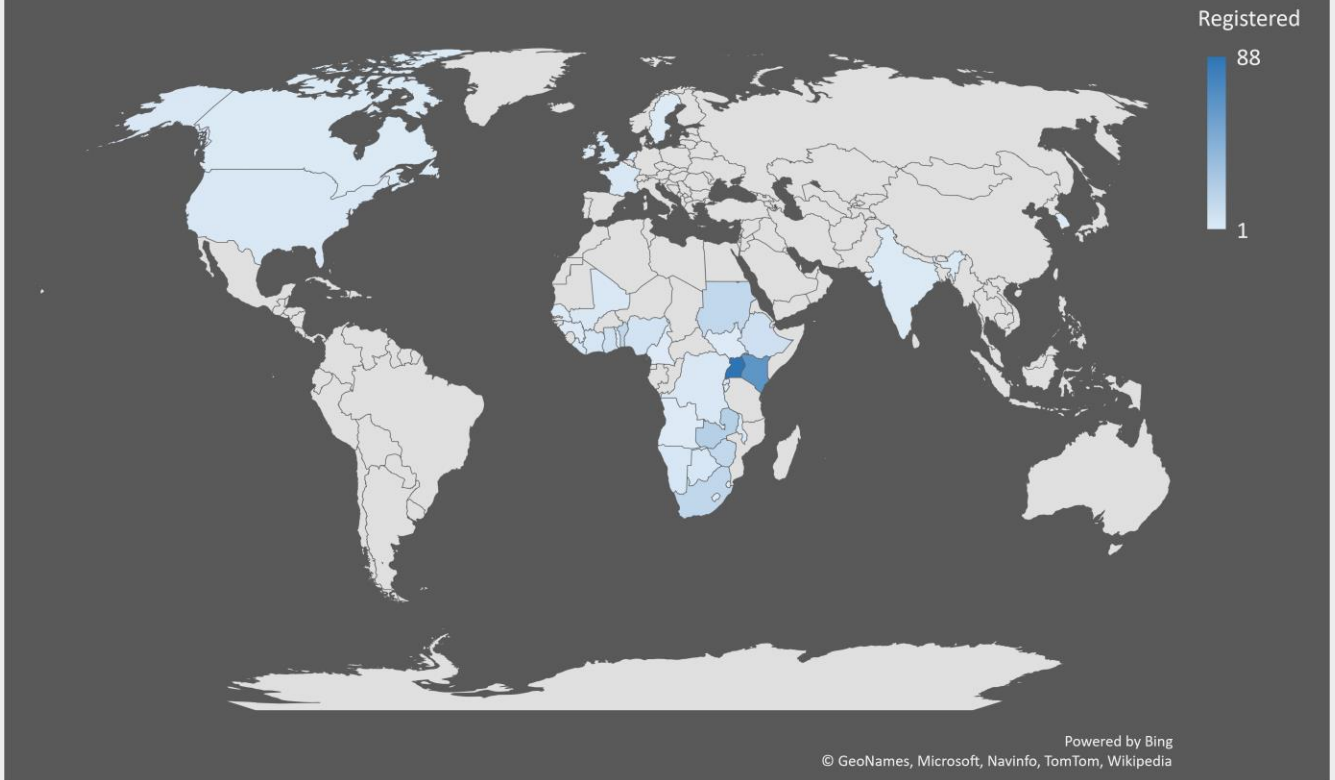 Registered
88
1
Powered by Bing
© GeoNames, Microsoft, Navinfo, TomTom, Wikipedia